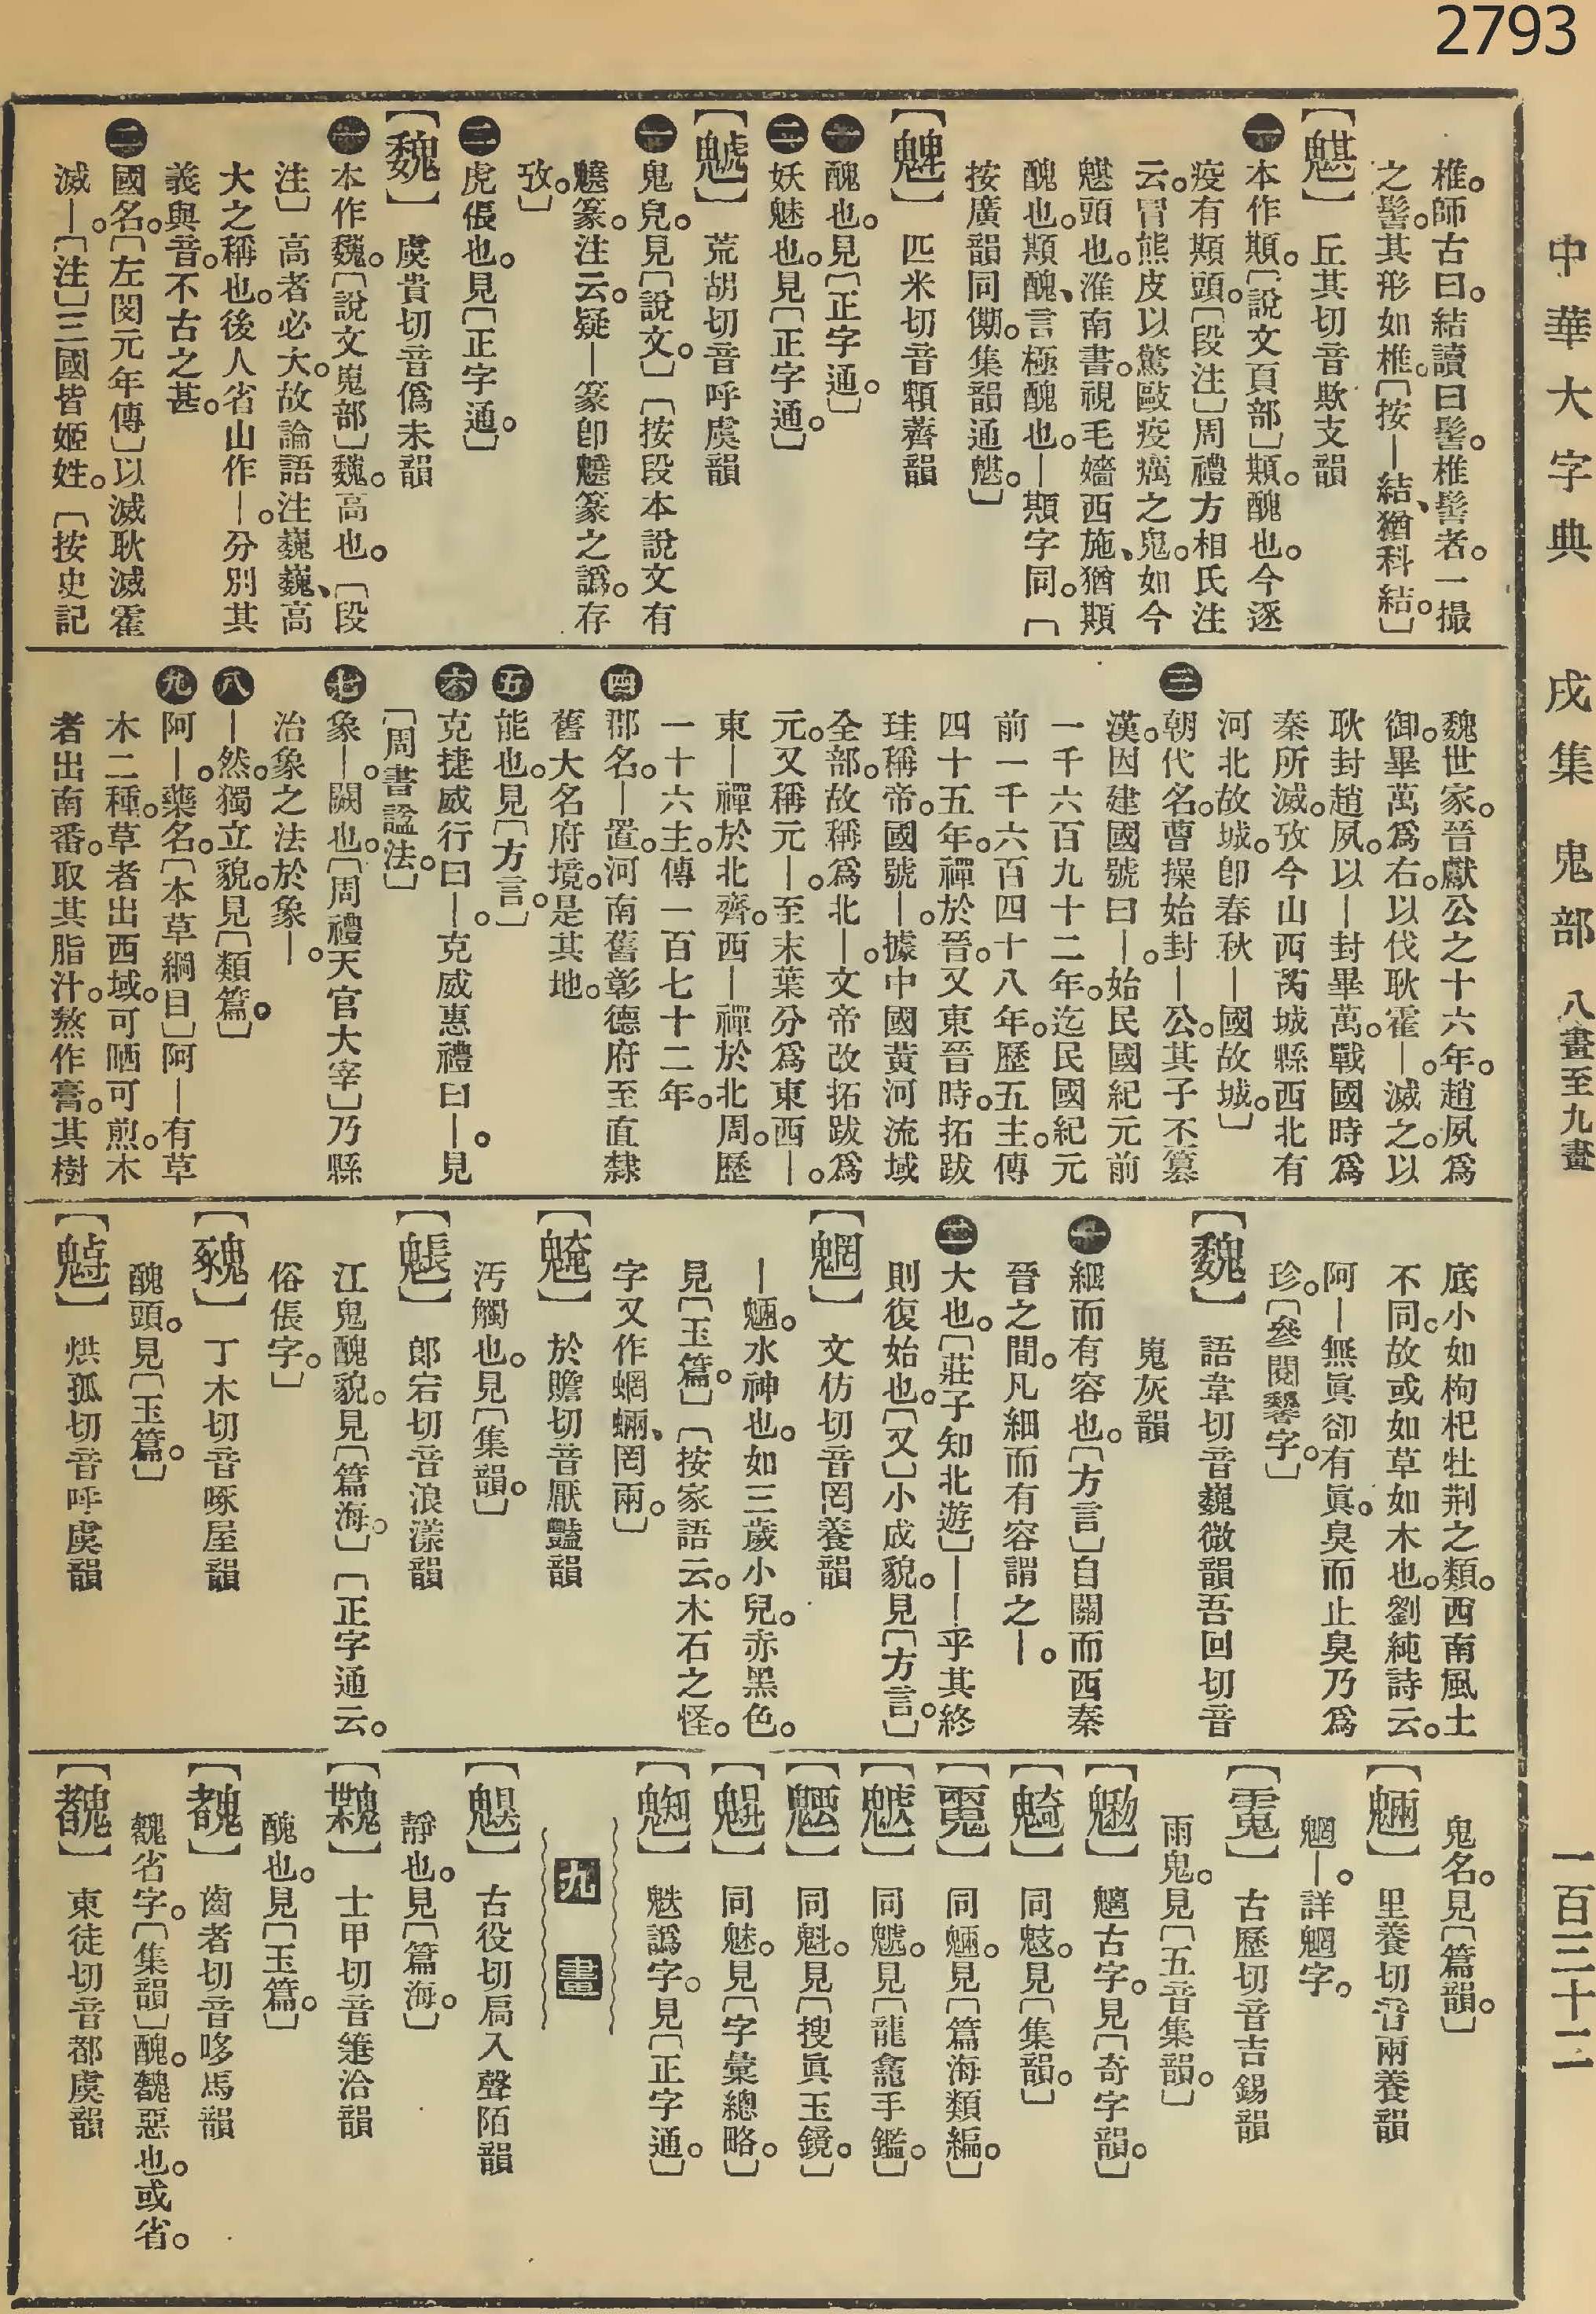 2793
中華大字典　戌集　鬼部　八畫至九畫　一百三十二
椎。師古曰。結讀曰髻。椎髻者。一撮
之髻。其形如椎。〔按—結、猶科結。〕
〔䫏〕　丘其切音欺支韻
㊀本作䫏。〔說文頁部〕䫏。醜也。今逐
疫有䫏頭。〔段注〕周禮方相氏注
云。冒熊皮以驚敺疫癘之鬼。如今
魌頭也。淮南書。視毛嬙西施、猶䫏
醜也。䫏醜、言極醜也。—䫏字同。〔
按廣韻同僛。集韻通魌。〕
〔魓〕　匹米切音頼薺韻
㊀醜也。見〔正字通。〕
㊁妖魅也。見〔正字通。〕
〔䰧〕　荒胡切音呼虞韻
㊀鬼皃。見〔說文。〕〔按段本說文有
篆。注云。疑—篆卽篆之譌。存
攷。〕
㊁虎倀也。見〔正字通。〕
〔魏〕　虞貴切音僞未韻
㊀本作巍。〔說文嵬部〕巍。高也。〔段
注〕高者必大。故論語注巍巍、高
大之稱也。後人省山作—。分別其
義與音。不古之甚。
㊁國名。〔左閔元年傳〕以滅耿滅霍
滅—。〔注〕三國皆姬姓。〔按史記
魏世家。晉獻公之十六年。趙夙爲
御。畢萬爲右。以伐耿霍—。滅之。以
耿封趙夙。以—封畢萬。戰國時爲
秦所滅。攷今山西芮城縣西北有
河北故城。卽春秋—國故城。〕
㊂朝代名。曹操始封—公。其子丕篡
漢。因建國號曰—。始民國紀元前
一千六百九十二年。迄民國紀元
前一千六百四十八年。歷五主。傳
四十五年。禪於晉。又東晉時。拓跋
珪稱帝。國號—。據中國黃河流域
全部。故稱爲北—。文帝改拓跋爲
元。又稱元—。至末葉分爲東西—。
東—禪於北齊。西—禪於北周。歷
一十六主。傳一百七十二年。
㊃郡名。—置。河南舊彰德府至直隸
舊大名府境。是其地。
㊄能也。見〔方言。〕
㊅克捷威行曰—。克威惠禮曰—。見
〔周書諡法。〕
㊆象—。闕也。〔周禮天官大宰〕乃縣
治象之法於象—。
㊇—然。獨立貌。見〔類篇。〕
㊈阿—。藥名。〔本草綱目〕阿—有草
木二種。草者出西域。可晒可煎。木
者出南番。取其脂汁。熬作膏。其樹
底小如枸杞牡荆之類。西南風土
不同。故或如草如木也。劉純詩云。
阿—無眞卻有眞。臭而止臭乃爲
珍。〔參閱字。〕
〔魏〕　語韋切音巍微韻吾回切音
嵬灰韻
㊉細而有容也。〔方言〕自關而西秦
晉之間。凡細而有容謂之—。
大也。〔莊子知北遊〕——乎其終
則復始也。〔又〕小成貌。見〔方言。〕
〔魍〕　文仿切音罔養韻
—魎。水神也。如三歲小兒。赤黑色。
見〔玉篇。〕〔按家語云。木石之怪。
字又作蝄蜽、罔兩。〕
〔䰪〕　於贍切音厭豔韻
汚觸也。見〔集韻。〕
〔〕　郎宕切音浪漾韻
江鬼醜貌。見〔篇海。〕〔正字通云。
俗倀字。〕
〔〕　丁木切音啄屋韻
醜頭。見〔玉篇。〕
〔〕　烘孤切音呼虞韻
鬼名。見〔篇韻。〕
〔魎〕　里養切音兩養韻
魍—。詳魍字。
〔〕　古歷切音吉錫韻
雨鬼。見〔五音集韻。〕
〔〕　魑古字。見〔奇字韻。〕
〔䰙〕　同鬾。見〔集韻。〕
〔〕　同魎。見〔篇海類編。〕
〔〕　同魖。見〔龍龕手鑑。〕
〔〕　同魁。見〔搜眞玉鏡。〕
〔〕　同魅。見〔字彙總略。〕
〔〕　魅譌字。見〔正字通。〕
九畫
〔〕　古役切扃入聲陌韻
靜也。見〔篇海。〕
〔〕　士甲切音箑洽韻
醜也。見〔玉篇。〕
〔〕　齒者切音哆馬韻
省字。〔集韻〕醜。惡也。或省。
〔〕　東徒切音都虞韻